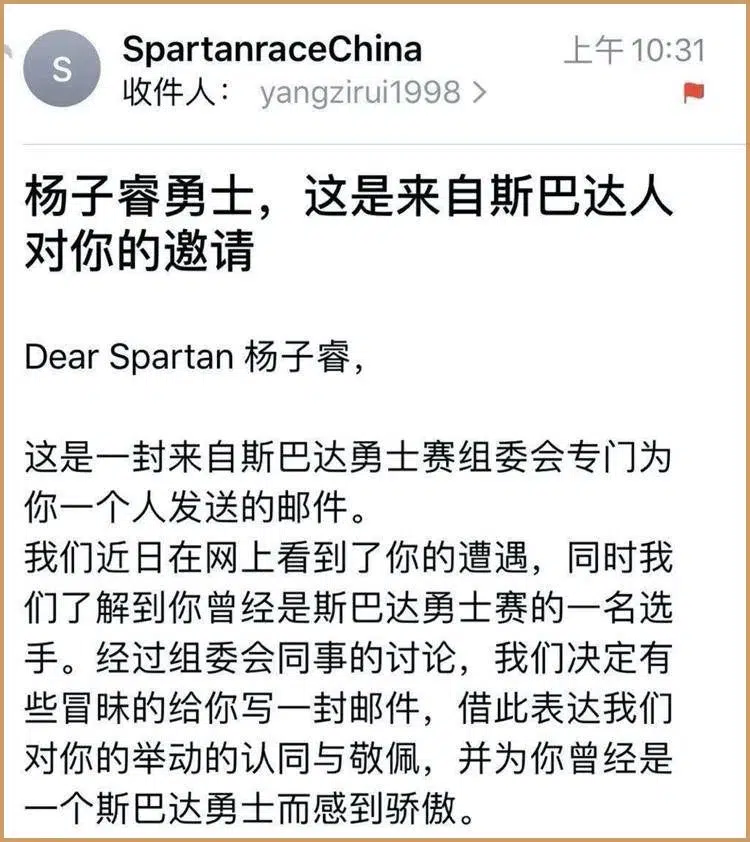 S
SpartanraceChina
上午 10:31
收件人： yangzirui1998
杨子睿勇士，这是来自斯巴达人
对你的邀请
Dear Spartan 杨子睿，
这是一封来自斯巴达勇士赛组委会专门为
你一个人发送的邮件。
我们近日在网上看到了你的遭遇，同时我
们了解到你曾经是斯巴达勇士赛的一名选
手。经过组委会同事的讨论，我们决定有
些冒昧的给你写一封邮件，借此表达我们
对你的举动的认同与敬佩，并为你曾经是
一个斯巴达勇士而感到骄傲。